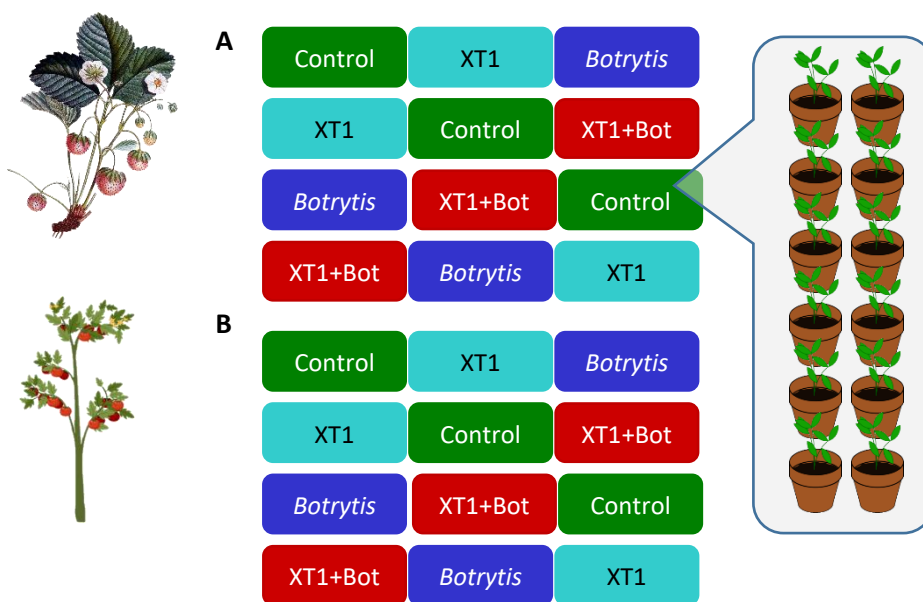 A
Control XT1 Botrytis
XT1 Control XT1+Bot
Botrytis XT1+Bot Control
XT1+Bot Botrytis XT1
B
Control XT1 Botrytis
XT1 Control XT1+Bot
Botrytis XT1+Bot Control
XT1+Bot Botrytis XT1